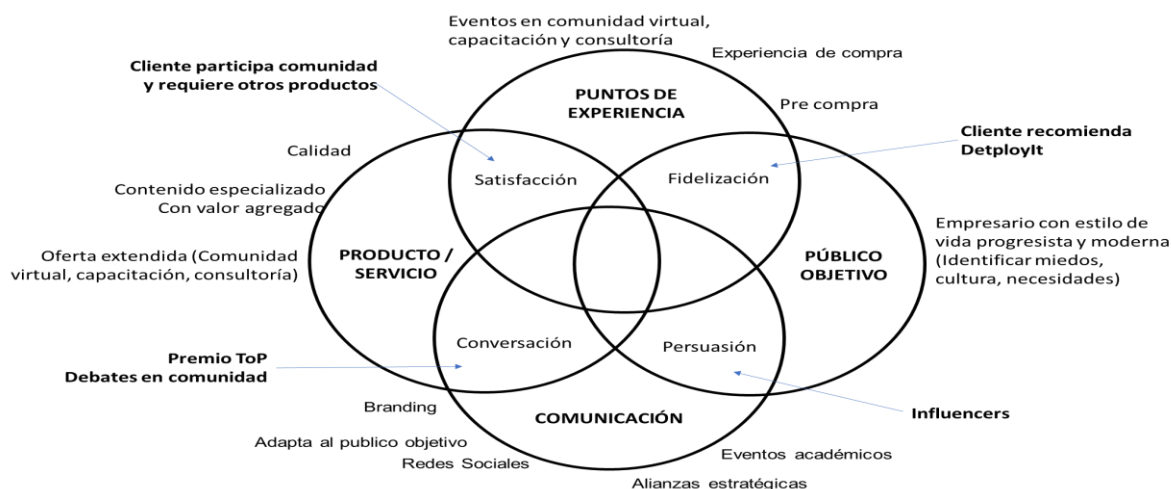 Eventos en comunidad virtual,
capacitación y consultoría
Experiencia de compra
Cliente participa comunidad
y requiere otros productos
PUNTOS DE
EXPERIENCIA
Pre compra
Cliente recomienda
DetployIt
Calidad
Satisfacción
Fidelización
Contenido especializado
Con valor agregado
Empresario con estilo de
vida progresista y moderna
(Identificar miedos,
cultura, necesidades)
Oferta extendida (Comunidad
virtual, capacitación, consultoría)
PRODUCTO /
SERVICIO
PÚBLICO
OBJETIVO
Conversación
Persuasión
Premio ToP
Debates en comunidad
Branding
COMUNICACIÓN
Influencers
Adapta al publico objetivo
Redes Sociales
Eventos académicos
Alianzas estratégicas